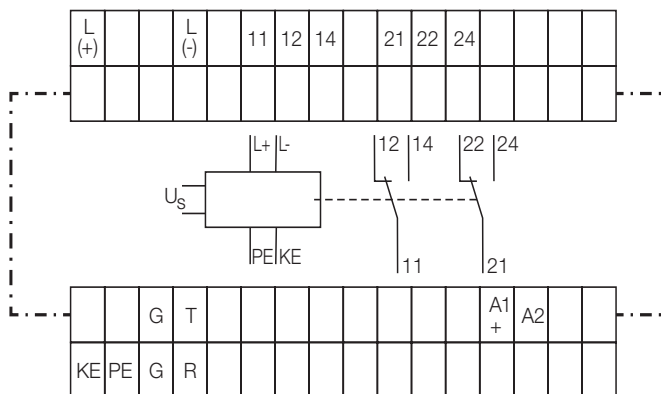 L (+) L (-) 11 12 14 21 22 24
L+ L- 12 14 22 24
Us
PE KE 11 21
G T A1 + A2
KE PE G R